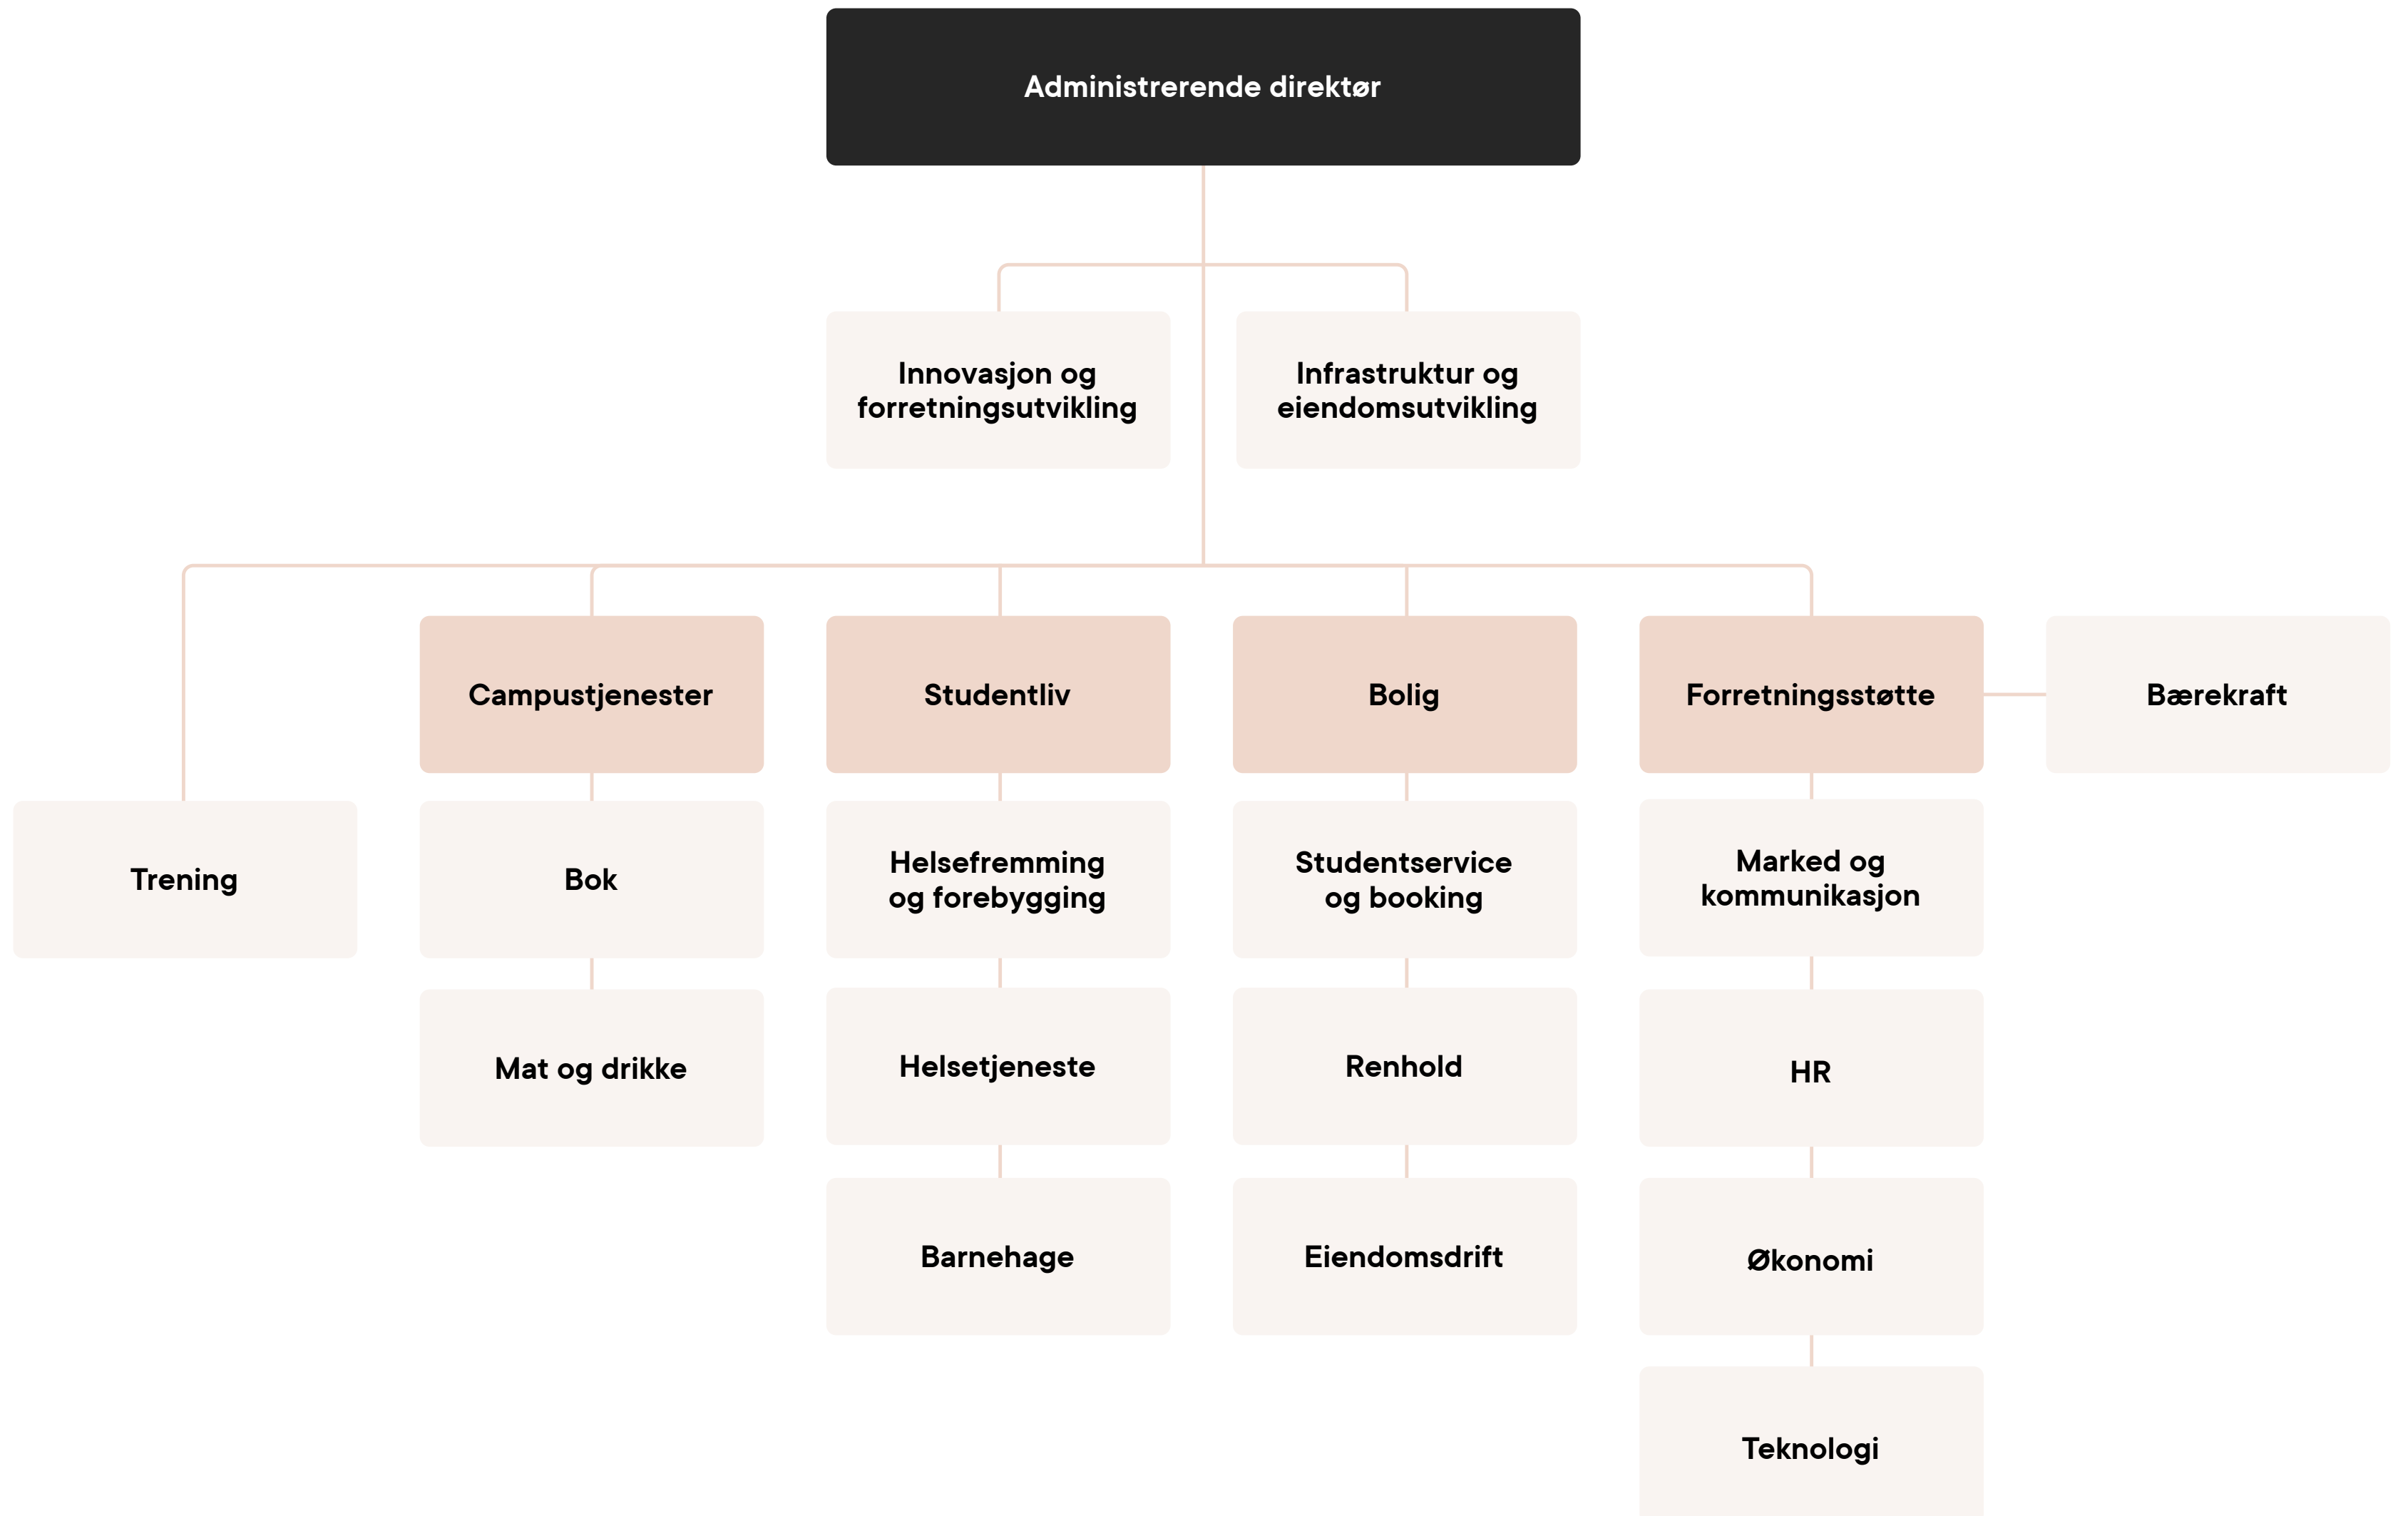 Administrerende direktør
Innovasjon og
forretningsutvikling
Infrastruktur og
eiendomsutvikling
Campustjenester
Studentliv
Bolig
Forretningsstøtte
Bærekraft
Trening
Bok
Helsefremming
og forebygging
Studentservice
og booking
Marked og
kommunikasjon
Mat og drikke
Helsetjeneste
Renhold
HR
Barnehage
Eiendomsdrift
Økonomi
Teknologi